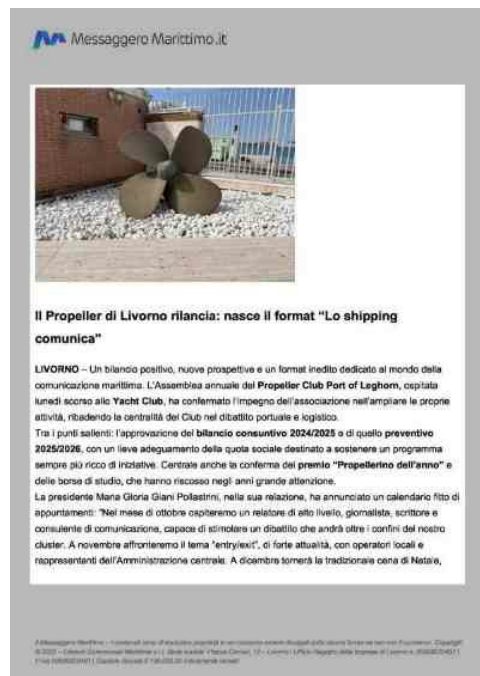 Messaggero Marittimo.it
Il Propeller di Livorno rilancia: nasce il format “Lo shipping
comunica”
LIVORNO – Un bilancio positivo, nuove prospettive e un format inedito dedicato al mondo della
comunicazione marittima. L'Assemblea annuale del Propeller Club Port of Leghorn, ospitata
lunedì scorso allo Yacht Club, ha confermato l'impegno dell'associazione nell'ampliare le proprie
attività, ribadendo la centralità del Club nel dibattito portuale e logistico.
Tra i punti salienti: l'approvazione del bilancio consuntivo 2024/2025 e di quello preventivo
2025/2026, con un lieve adeguamento della quota sociale destinato a sostenere un programma
sempre più ricco di iniziative. Centrale anche la conferma del premio “Propellerino dell'anno” e
delle borse di studio, che hanno riscosso negli anni grande attenzione.
La presidente Maria Gloria Giani Pollastrini, nella sua relazione, ha annunciato un calendario fitto di
appuntamenti: “Nel mese di ottobre ospiteremo un relatore di alto livello, giornalista, scrittore e
consulente di comunicazione, capace di stimolare un dibattito che andrà oltre i confini del nostro
cluster. A novembre affronteremo il tema “entry/exit”, di forte attualità, con operatori locali e
rappresentanti dell'Amministrazione centrale. A dicembre tornerà la tradizionale cena di Natale,